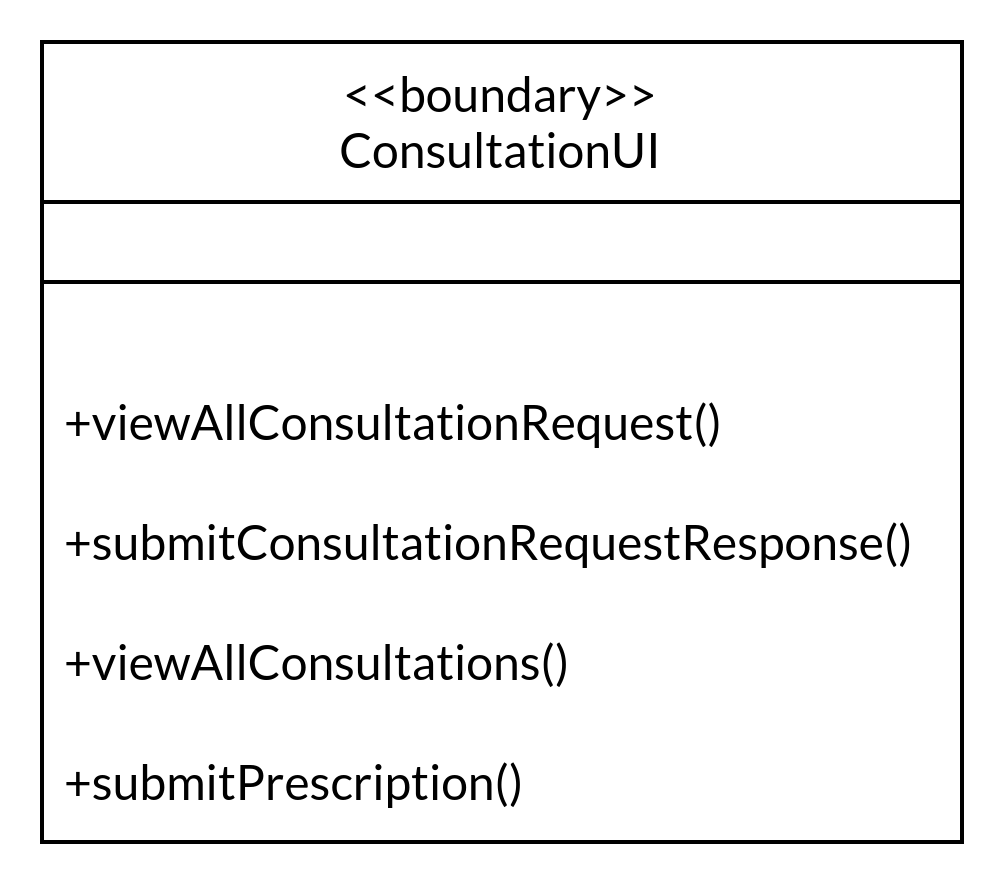 <<boundary>>
ConsultationUI
+viewAllConsultationRequest()
+submitConsultationRequestResponse()
+viewAllConsultations()
+submitPrescription()